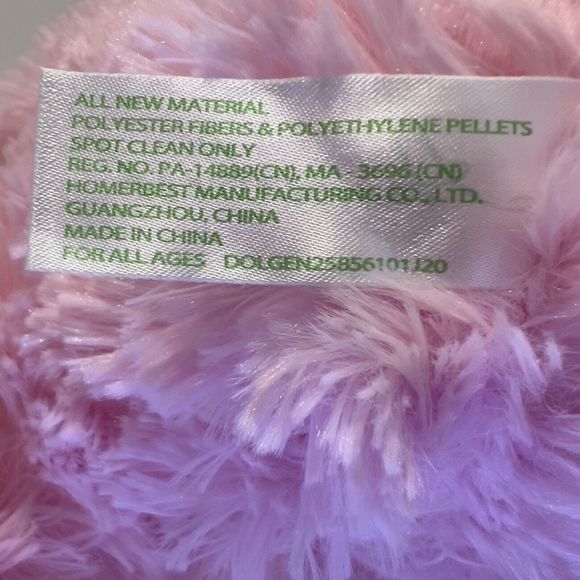 ALL NEW MATERIAL
POLYESTER FIBERS & POLYETHYLENE PELLETS
SPOT CLEAN ONLY
REG. NO. PA-14889(CN), MA - 3696 (CN)
HOMERBEST MANUFACTURING CO., LTD.
GUANGZHOU, CHINA
MADE IN CHINA
FOR ALL AGES DOLGEN25856101J20